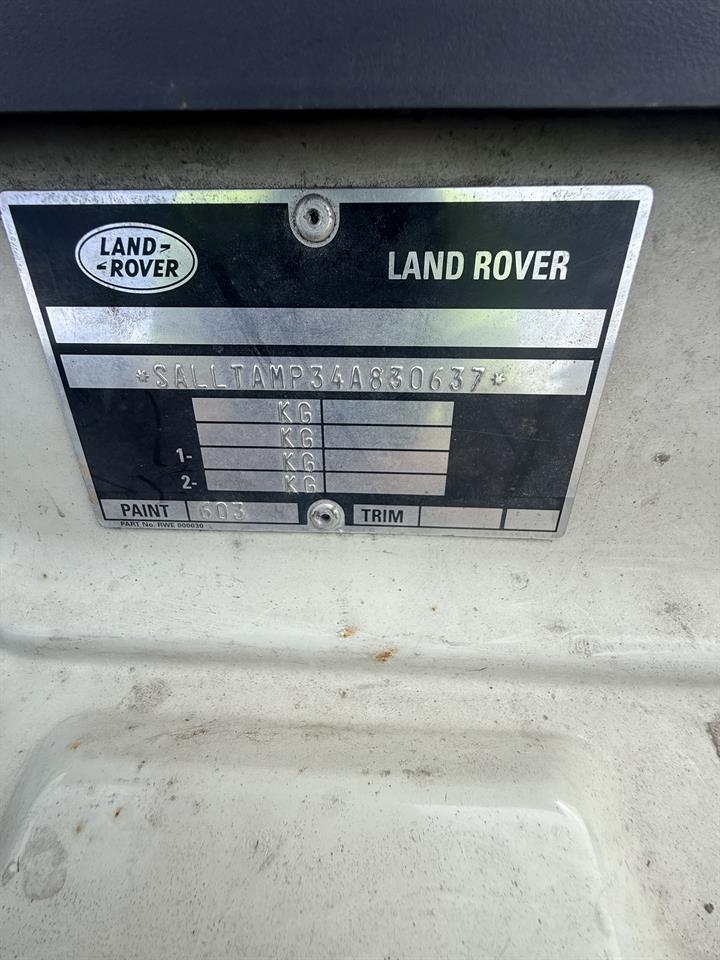 LAND-
-ROVER
LAND ROVER
*SALLTAMP34A830637*
KG
KG
1- KG
2- KG
PAINT 603 TRIM
PART No. RWE 000030